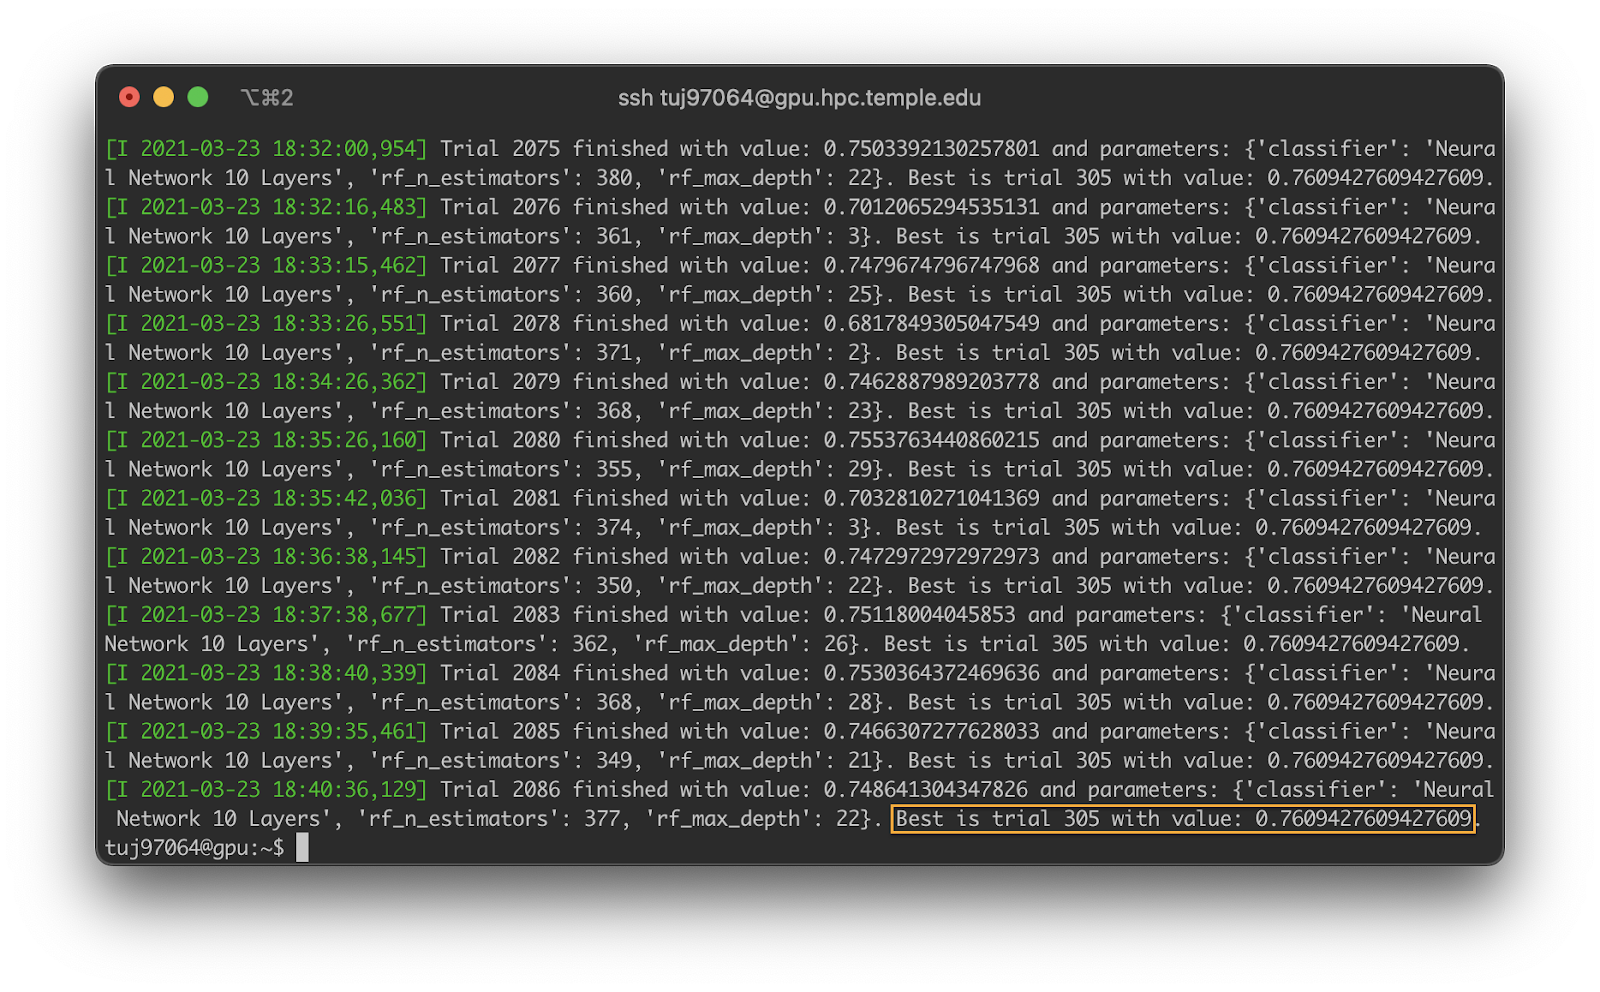 ⌥⌘2
ssh tuj97064@gpu.hpc.temple.edu
[I 2021-03-23 18:32:00,954] Trial 2075 finished with value: 0.7503392130257801 and parameters: {'classifier': 'Neura
l Network 10 Layers', 'rf_n_estimators': 380, 'rf_max_depth': 22}. Best is trial 305 with value: 0.7609427609427609.
[I 2021-03-23 18:32:16,483] Trial 2076 finished with value: 0.7012065294535131 and parameters: {'classifier': 'Neura
l Network 10 Layers', 'rf_n_estimators': 361, 'rf_max_depth': 3}. Best is trial 305 with value: 0.7609427609427609.
[I 2021-03-23 18:33:15,462] Trial 2077 finished with value: 0.7479674796747968 and parameters: {'classifier': 'Neura
l Network 10 Layers', 'rf_n_estimators': 360, 'rf_max_depth': 25}. Best is trial 305 with value: 0.7609427609427609.
[I 2021-03-23 18:33:26,551] Trial 2078 finished with value: 0.6817849305047549 and parameters: {'classifier': 'Neura
l Network 10 Layers', 'rf_n_estimators': 371, 'rf_max_depth': 2}. Best is trial 305 with value: 0.7609427609427609.
[I 2021-03-23 18:34:26,362] Trial 2079 finished with value: 0.7462887989203778 and parameters: {'classifier': 'Neura
l Network 10 Layers', 'rf_n_estimators': 368, 'rf_max_depth': 23}. Best is trial 305 with value: 0.7609427609427609.
[I 2021-03-23 18:35:26,160] Trial 2080 finished with value: 0.7553763440860215 and parameters: {'classifier': 'Neura
l Network 10 Layers', 'rf_n_estimators': 355, 'rf_max_depth': 29}. Best is trial 305 with value: 0.7609427609427609.
[I 2021-03-23 18:35:42,036] Trial 2081 finished with value: 0.7032810271041369 and parameters: {'classifier': 'Neura
l Network 10 Layers', 'rf_n_estimators': 374, 'rf_max_depth': 3}. Best is trial 305 with value: 0.7609427609427609.
[I 2021-03-23 18:36:38,145] Trial 2082 finished with value: 0.7472972972972973 and parameters: {'classifier': 'Neura
l Network 10 Layers', 'rf_n_estimators': 350, 'rf_max_depth': 22}. Best is trial 305 with value: 0.7609427609427609.
[I 2021-03-23 18:37:38,677] Trial 2083 finished with value: 0.75118004045853 and parameters: {'classifier': 'Neural
Network 10 Layers', 'rf_n_estimators': 362, 'rf_max_depth': 26}. Best is trial 305 with value: 0.7609427609427609.
[I 2021-03-23 18:38:40,339] Trial 2084 finished with value: 0.7530364372469636 and parameters: {'classifier': 'Neura
l Network 10 Layers', 'rf_n_estimators': 368, 'rf_max_depth': 28}. Best is trial 305 with value: 0.7609427609427609.
[I 2021-03-23 18:39:35,461] Trial 2085 finished with value: 0.7466307277628033 and parameters: {'classifier': 'Neura
l Network 10 Layers', 'rf_n_estimators': 349, 'rf_max_depth': 21}. Best is trial 305 with value: 0.7609427609427609.
[I 2021-03-23 18:40:36,129] Trial 2086 finished with value: 0.748641304347826 and parameters: {'classifier': 'Neural
Network 10 Layers', 'rf_n_estimators': 377, 'rf_max_depth': 22}. Best is trial 305 with value: 0.7609427609427609.
tuj97064@gpu:~$